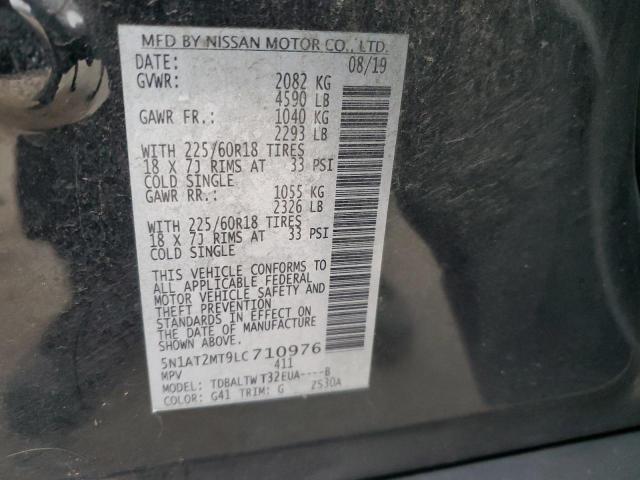 MFD BY NISSAN MOTOR CO., LTD.
DATE: 08/19
GVWR: 2082 KG
4590 LB
GAWR FR.: 1040 KG
2293 LB
WITH 225/60R18 TIRES
18 X 7J RIMS AT 33 PSI
COLD SINGLE
GAWR RR.: 1055 KG
2326 LB
WITH 225/60R18 TIRES
18 X 7J RIMS AT 33 PSI
COLD SINGLE
THIS VEHICLE CONFORMS TO
ALL APPLICABLE FEDERAL
MOTOR VEHICLE SAFETY AND
THEFT PREVENTION
STANDARDS IN EFFECT ON
THE DATE OF MANUFACTURE
SHOWN ABOVE.
5N1AT2MT9LC710976
MPV 411
MODEL: TDBALTWT32EUA----B
COLOR: G41 TRIM: G ZS30A